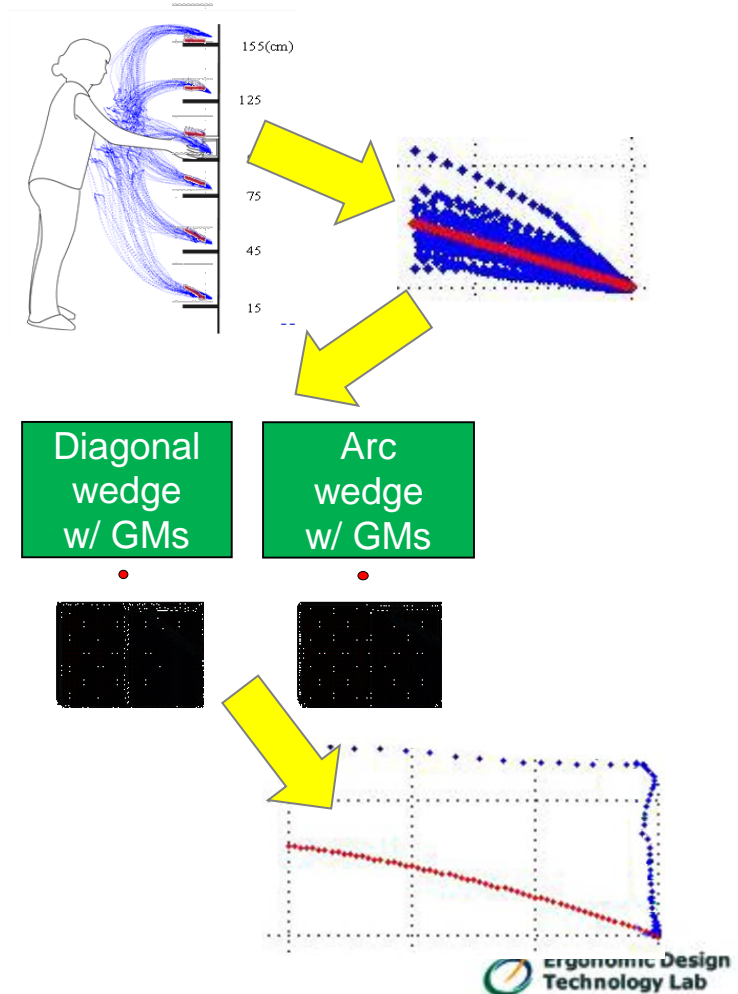 155(cm)
125
75
45
15
Diagonal
wedge
w/ GMs
Arc
wedge
w/ GMs
Ergonomic Design
Technology Lab